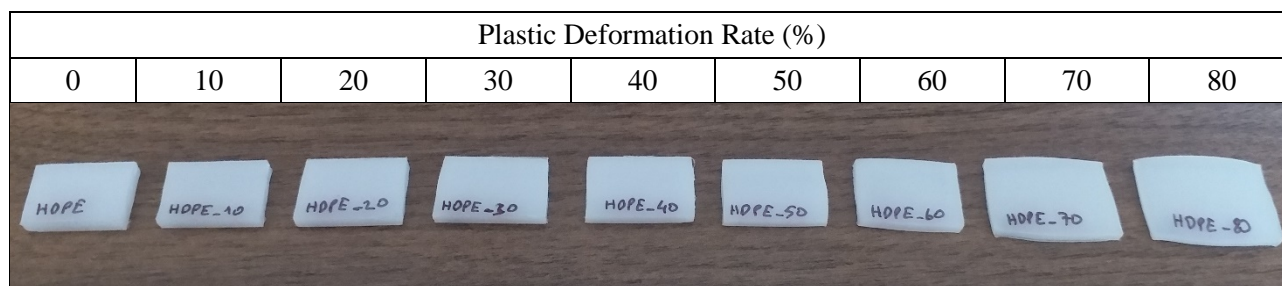 Plastic Deformation Rate (%)
0 10 20 30 40 50 60 70 80
HDPE HDPE_10 HDPE_20 HDPE_30 HDPE_40 HDPE_50 HDPE_60 HDPE_70 HDPE_80